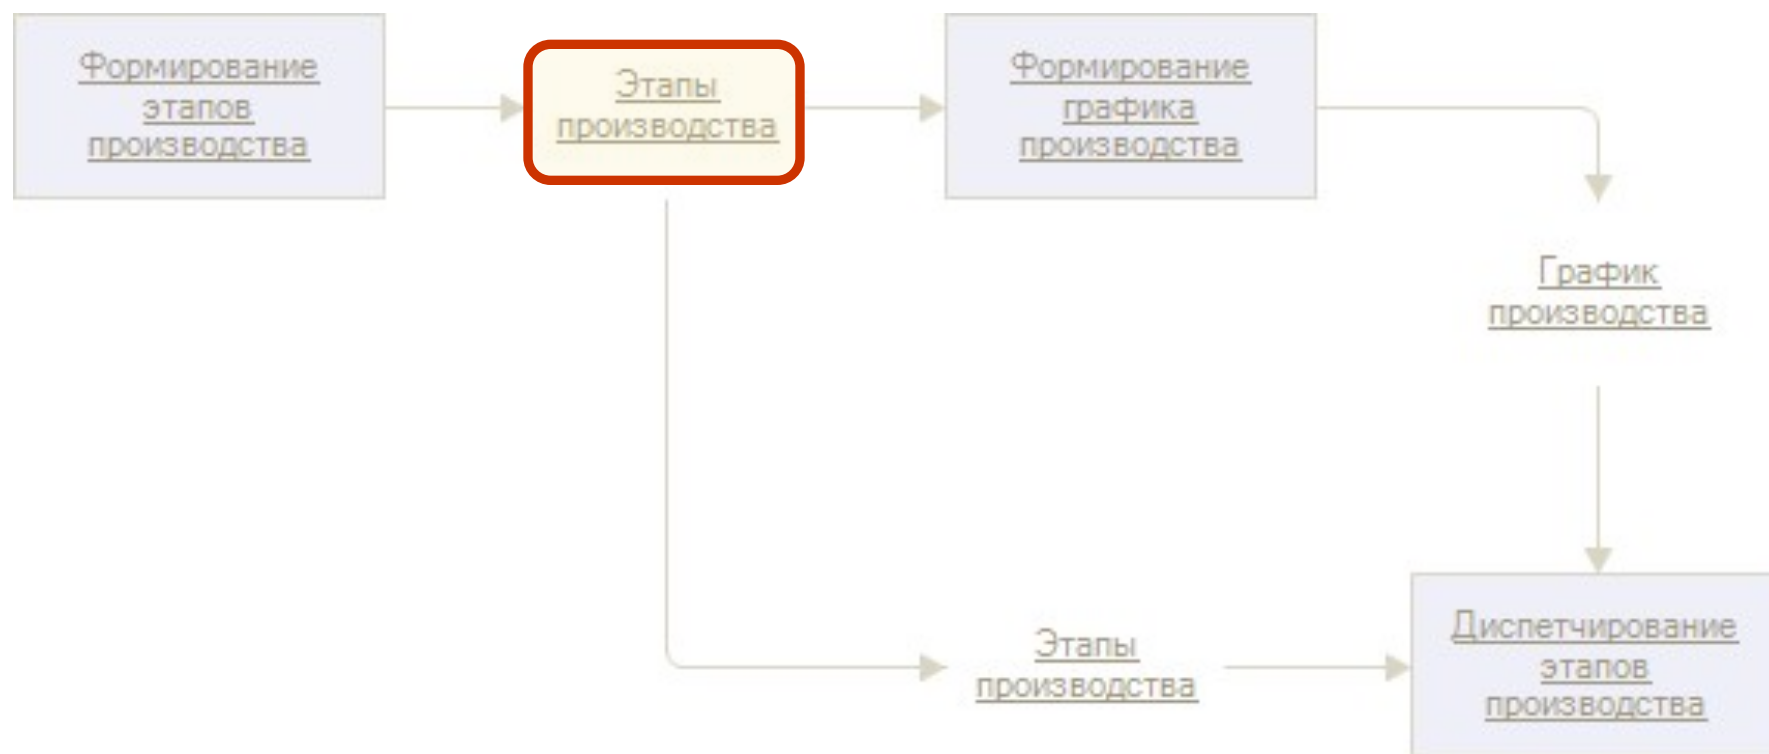 Формирование
этапов
производства
Этапы
производства
Формирование
графика
производства
График
производства
Этапы
производства
Диспетчирование
этапов
производства